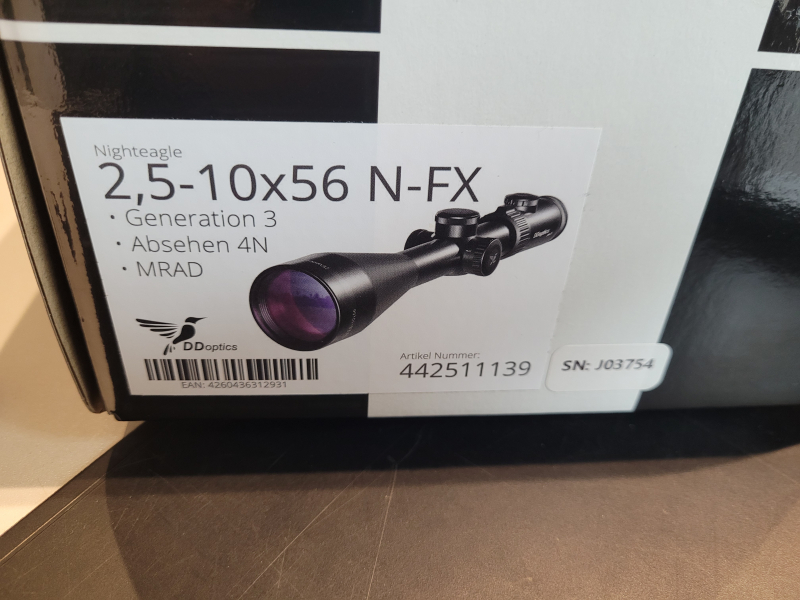 Nighteagle
2,5-10x56 N-FX
• Generation 3
• Absehen 4N
• MRAD
DDoptics
EAN: 4260436312931
Artikel Nummer:
442511139
SN: J03754